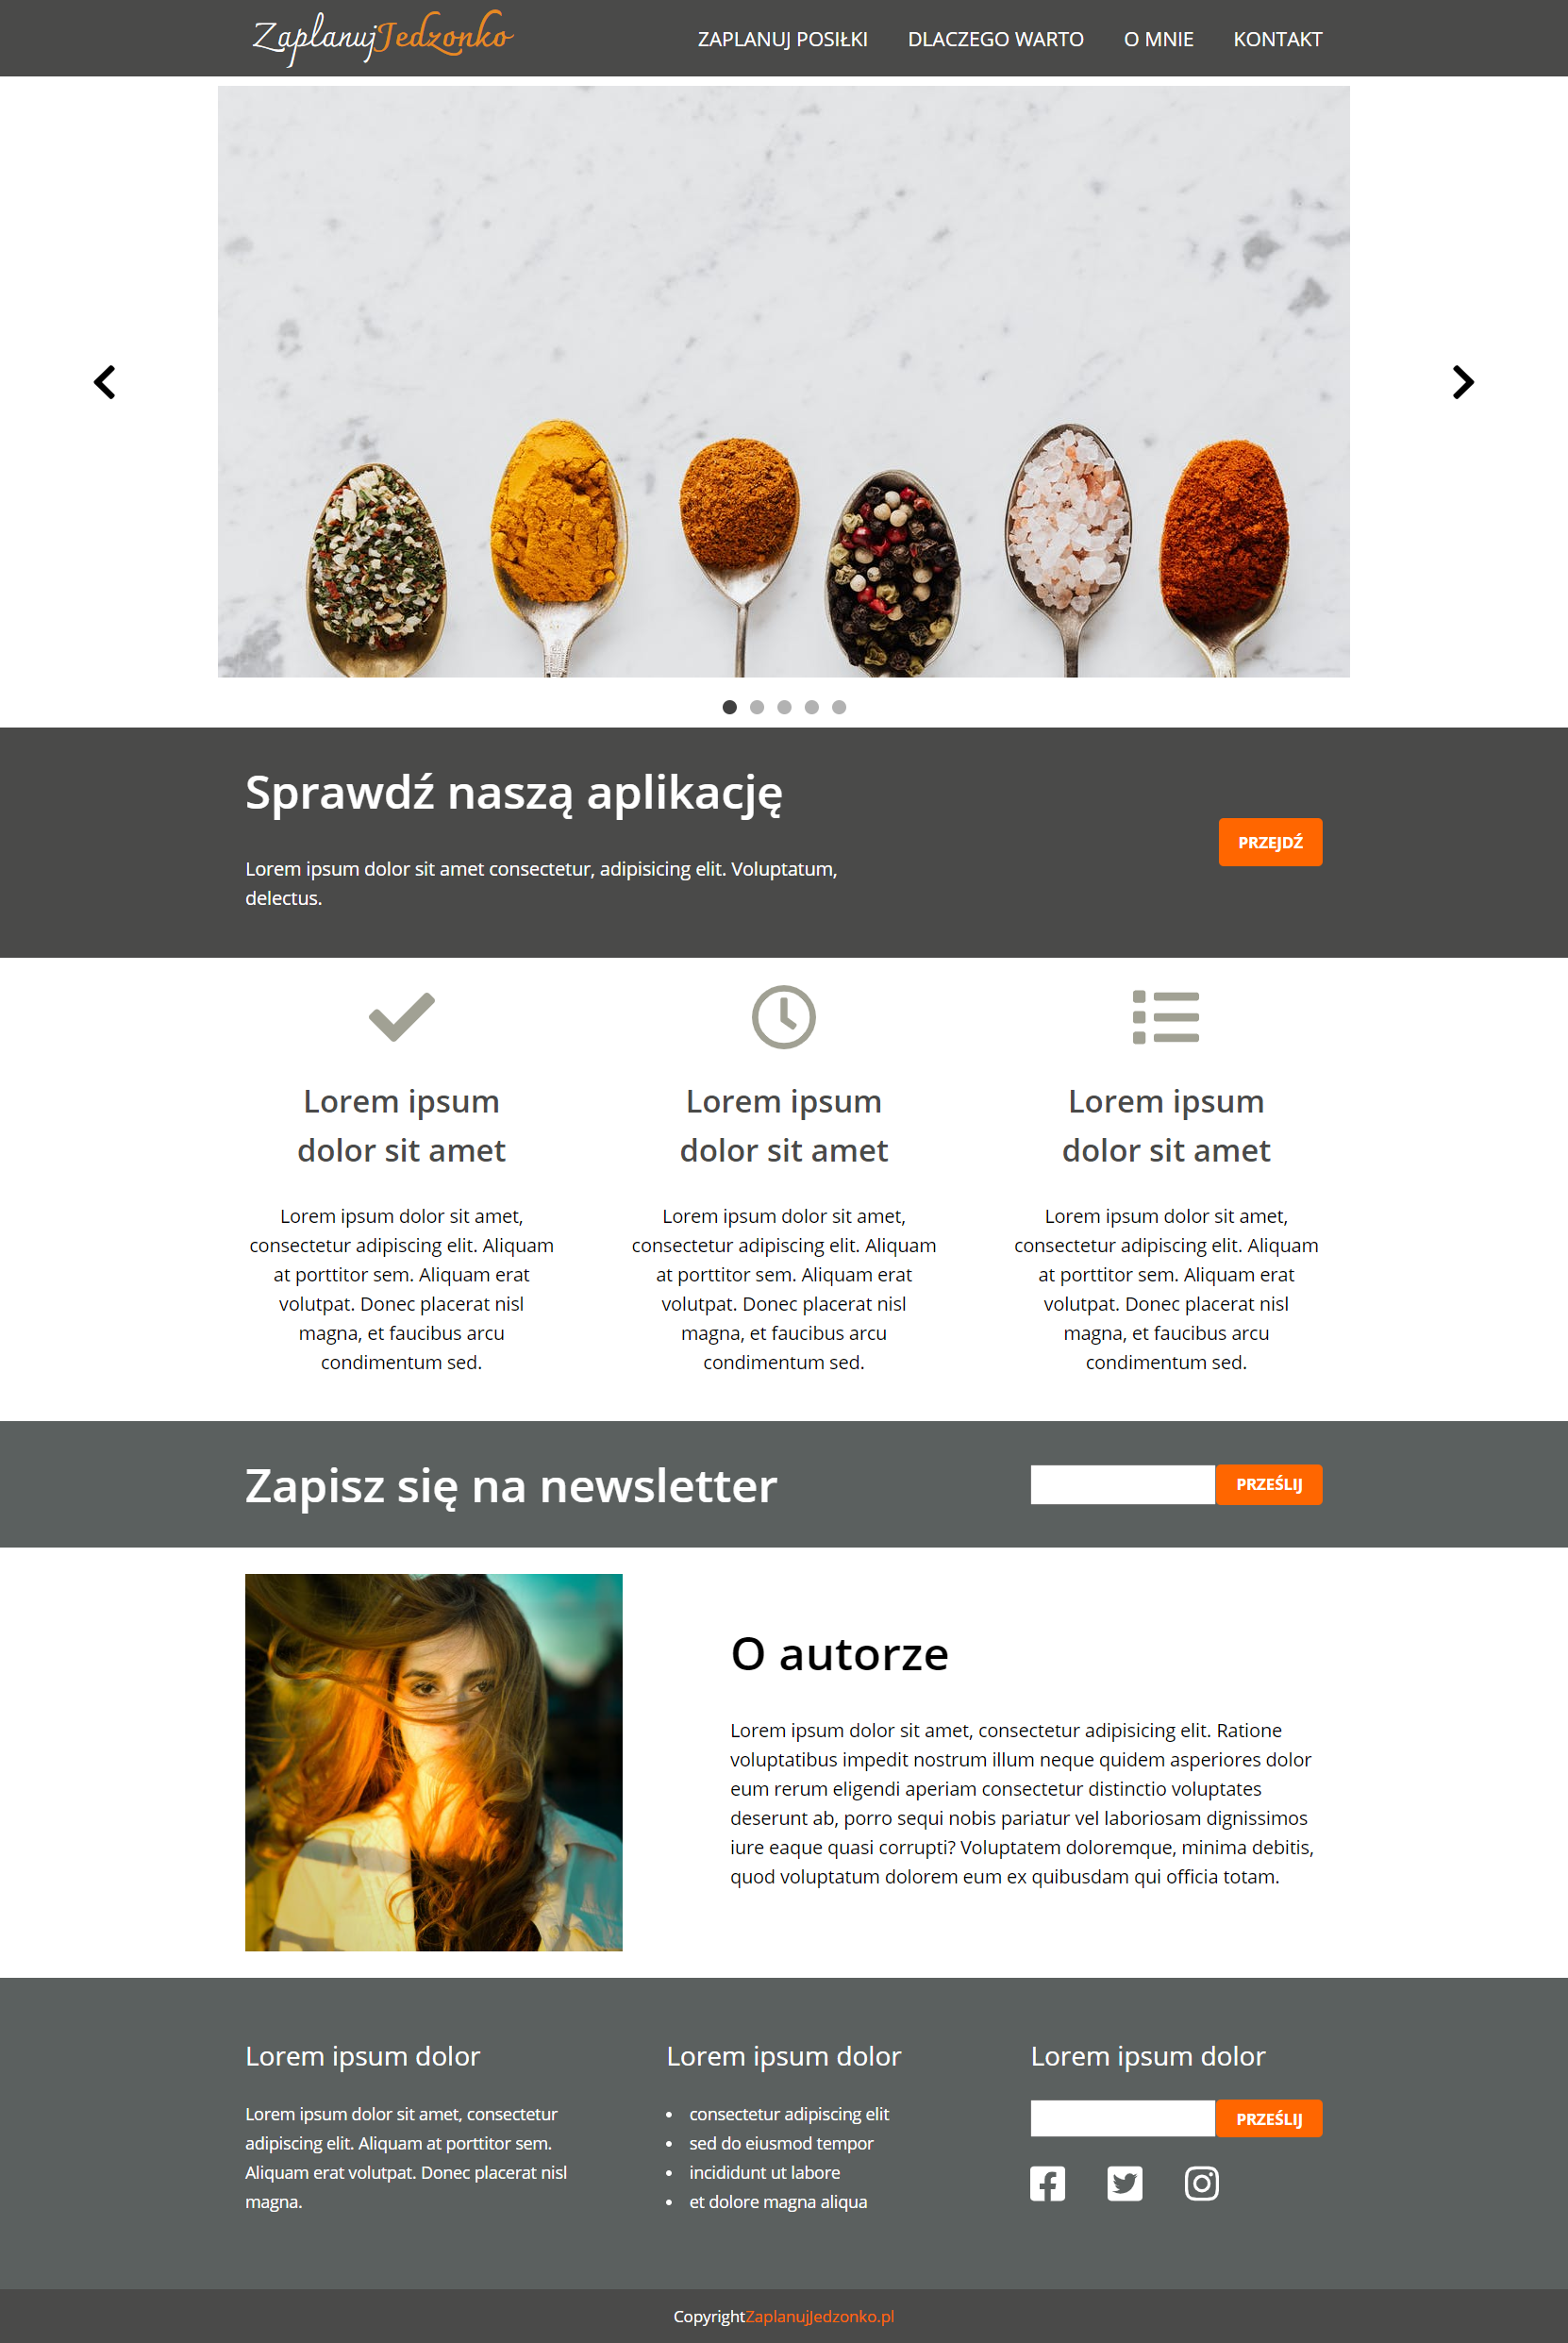 ZaplanujJedzonko
ZAPLANUJ POSIŁKI DLACZEGO WARTO O MNIE KONTAKT
Sprawdź naszą aplikację
Lorem ipsum dolor sit amet consectetur, adipisicing elit. Voluptatum,
delectus.
PRZEJDŹ
Lorem ipsum
dolor sit amet
Lorem ipsum dolor sit amet,
consectetur adipiscing elit. Aliquam
at porttitor sem. Aliquam erat
volutpat. Donec placerat nisl
magna, et faucibus arcu
condimentum sed.
Lorem ipsum
dolor sit amet
Lorem ipsum dolor sit amet,
consectetur adipiscing elit. Aliquam
at porttitor sem. Aliquam erat
volutpat. Donec placerat nisl
magna, et faucibus arcu
condimentum sed.
Lorem ipsum
dolor sit amet
Lorem ipsum dolor sit amet,
consectetur adipiscing elit. Aliquam
at porttitor sem. Aliquam erat
volutpat. Donec placerat nisl
magna, et faucibus arcu
condimentum sed.
Zapisz się na newsletter
PRZEŚLIJ
O autorze
Lorem ipsum dolor sit amet, consectetur adipisicing elit. Ratione
voluptatibus impedit nostrum illum neque quidem asperiores dolor
eum rerum eligendi aperiam consectetur distinctio voluptates
deserunt ab, porro sequi nobis pariatur vel laboriosam dignissimos
iure eaque quasi corrupti? Voluptatem doloremque, minima debitis,
quod voluptatum dolorem eum ex quibusdam qui officia totam.
Lorem ipsum dolor
Lorem ipsum dolor sit amet, consectetur
adipiscing elit. Aliquam at porttitor sem.
Aliquam erat volutpat. Donec placerat nisl
magna.
Lorem ipsum dolor
• consectetur adipiscing elit
• sed do eiusmod tempor
• incididunt ut labore
• et dolore magna aliqua
Lorem ipsum dolor
PRZEŚLIJ
CopyrightZaplanujJedzonko.pl